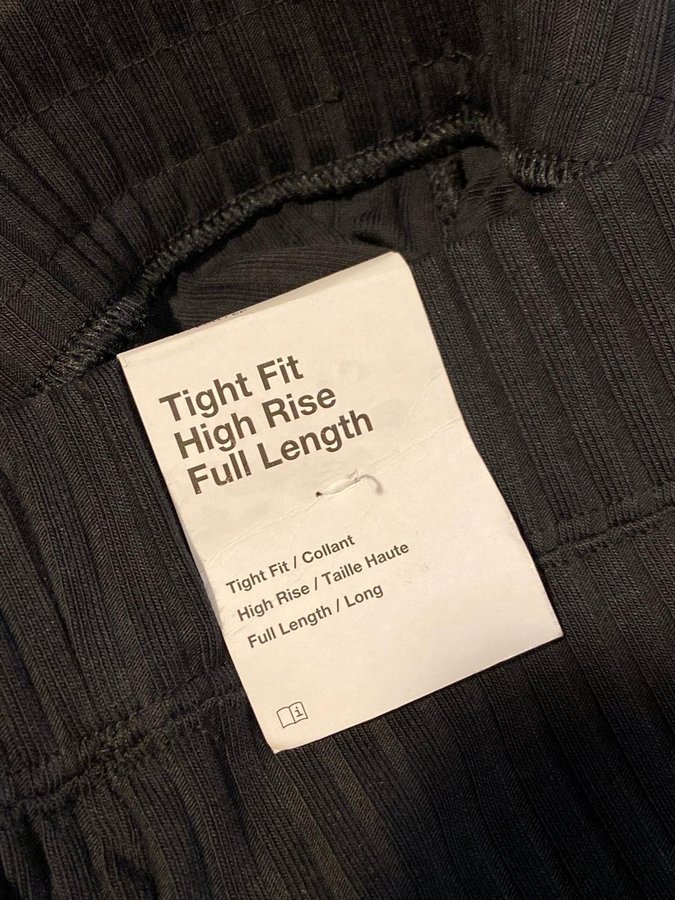 Tight Fit
High Rise
Full Length
Tight Fit / Collant
High Rise / Taille Haute
Full Length / Long
i